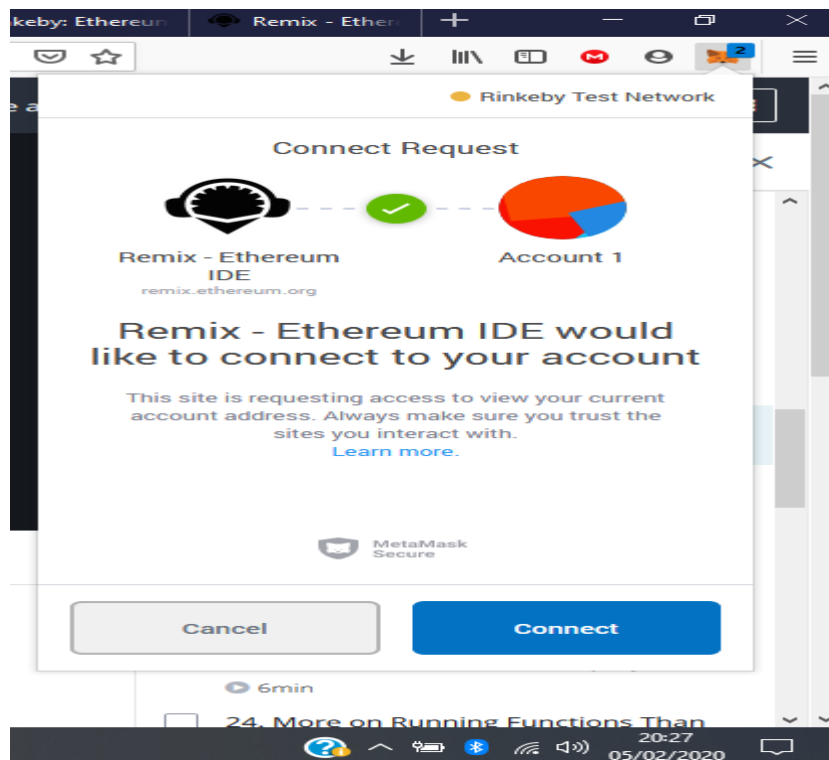 keby: Ethereum
Remix - Ether
2
e a
Rinkeby Test Network
Connect Request
Remix - Ethereum
IDE
remix.ethereum.org
Account 1
Remix - Ethereum IDE would
like to connect to your account
This site is requesting access to view your current
account address. Always make sure you trust the
sites you interact with.
Learn more.
MetaMask
Secure
Cancel
Connect
6min
24. More on Running Functions Than
20:27
05/02/2020